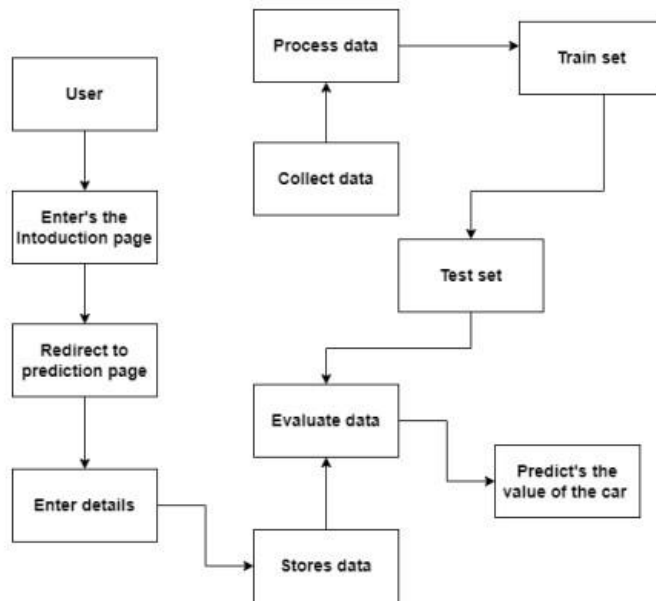 User
Enter's the
Intoduction page
Redirect to
prediction page
Enter details
Process data
Collect data
Train set
Test set
Evaluate data
Stores data
Predict's the
value of the car